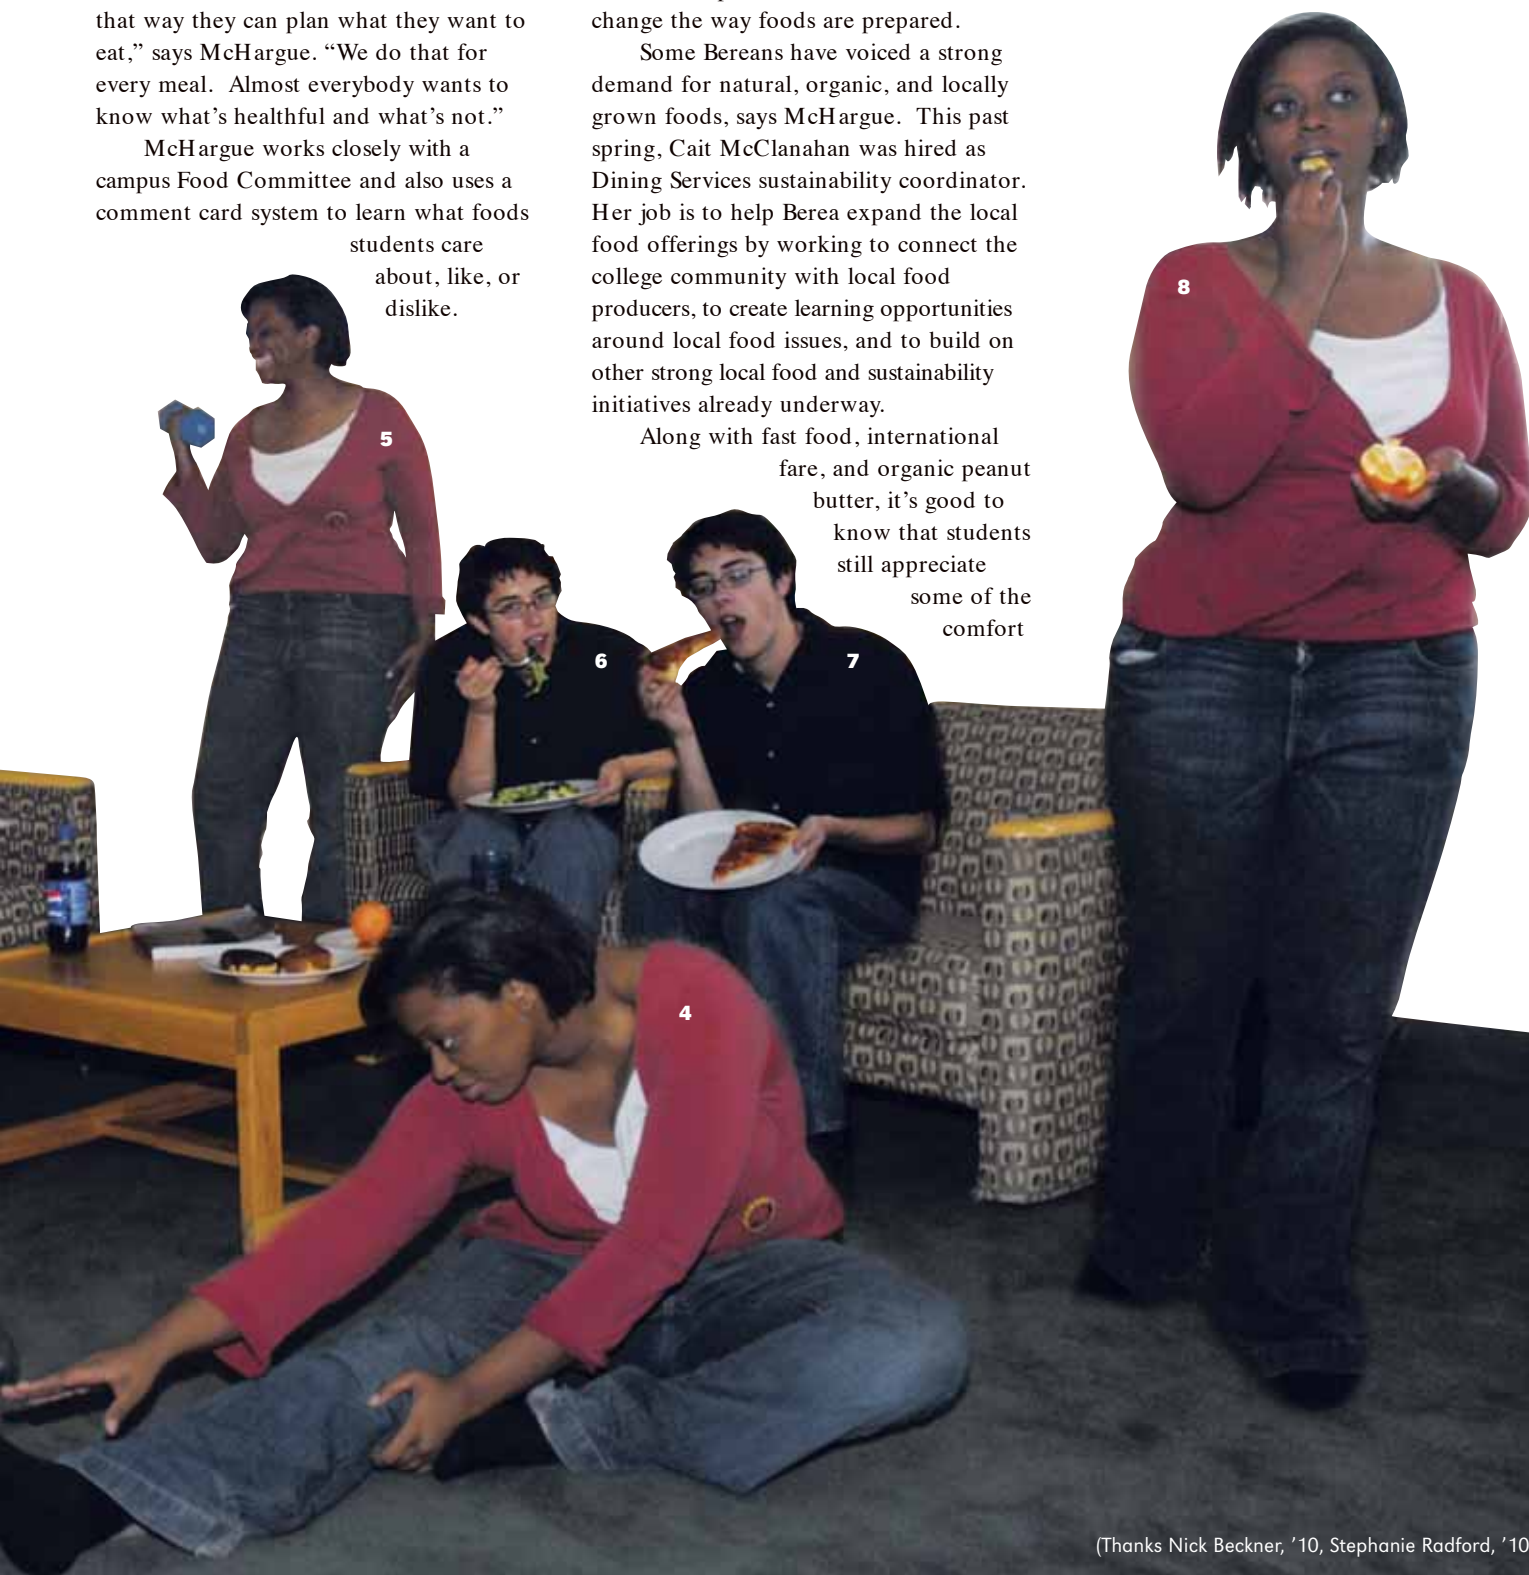 that way they can plan what they want to
eat,” says McHargue. “We do that for
every meal.  Almost everybody wants to
know what’s healthful and what’s not.”
McHargue works closely with a
campus Food Committee and also uses a
comment card system to learn what foods
students care
about, like, or
dislike.
change the way foods are prepared.
Some Bereans have voiced a strong
demand for natural, organic, and locally
grown foods, says McHargue.  This past
spring, Cait McClanahan was hired as
Dining Services sustainability coordinator.
Her job is to help Berea expand the local
food offerings by working to connect the
college community with local food
producers, to create learning opportunities
around local food issues, and to build on
other strong local food and sustainability
initiatives already underway.
Along with fast food, international
fare, and organic peanut
butter, it’s good to
know that students
still appreciate
some of the
comfort
5
6
7
8
4
(Thanks Nick Beckner, ’10, Stephanie Radford, ’10